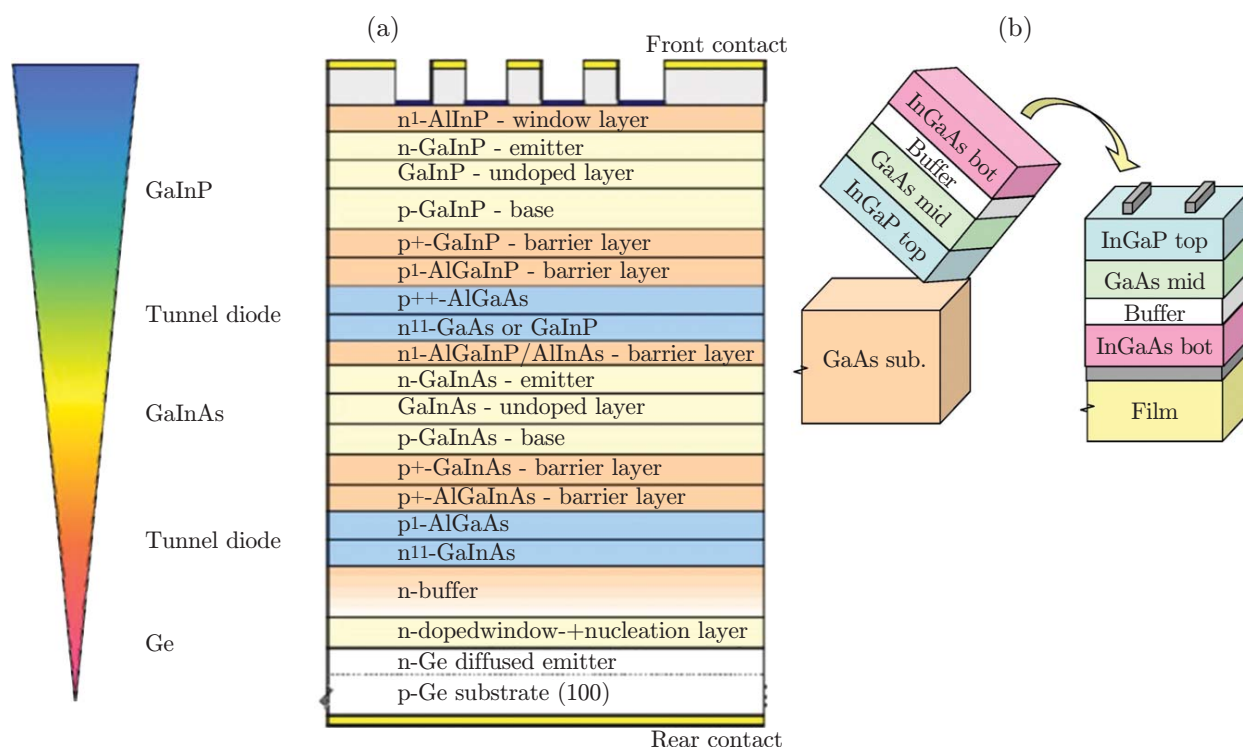 (a)
Front contact
GaInP
Tunnel diode
GaInAs
Tunnel diode
Ge
n1-AlInP - window layer
n-GaInP - emitter
GaInP - undoped layer
p-GaInP - base
p+-GaInP - barrier layer
p1-AlGaInP - barrier layer
p++-AlGaAs
n11-GaAs or GaInP
n1-AlGaInP/AlInAs - barrier layer
n-GaInAs - emitter
GaInAs - undoped layer
p-GaInAs - base
p+-GaInAs - barrier layer
p+-AlGaInAs - barrier layer
p1-AlGaAs
n11-GaInAs
n-buffer
n-dopedwindow-+nucleation layer
n-Ge diffused emitter
p-Ge substrate (100)
Rear contact
(b)
InGaAs bot
Buffer
GaAs mid
InGaP top
GaAs sub.
InGaP top
GaAs mid
Buffer
InGaAs bot
Film